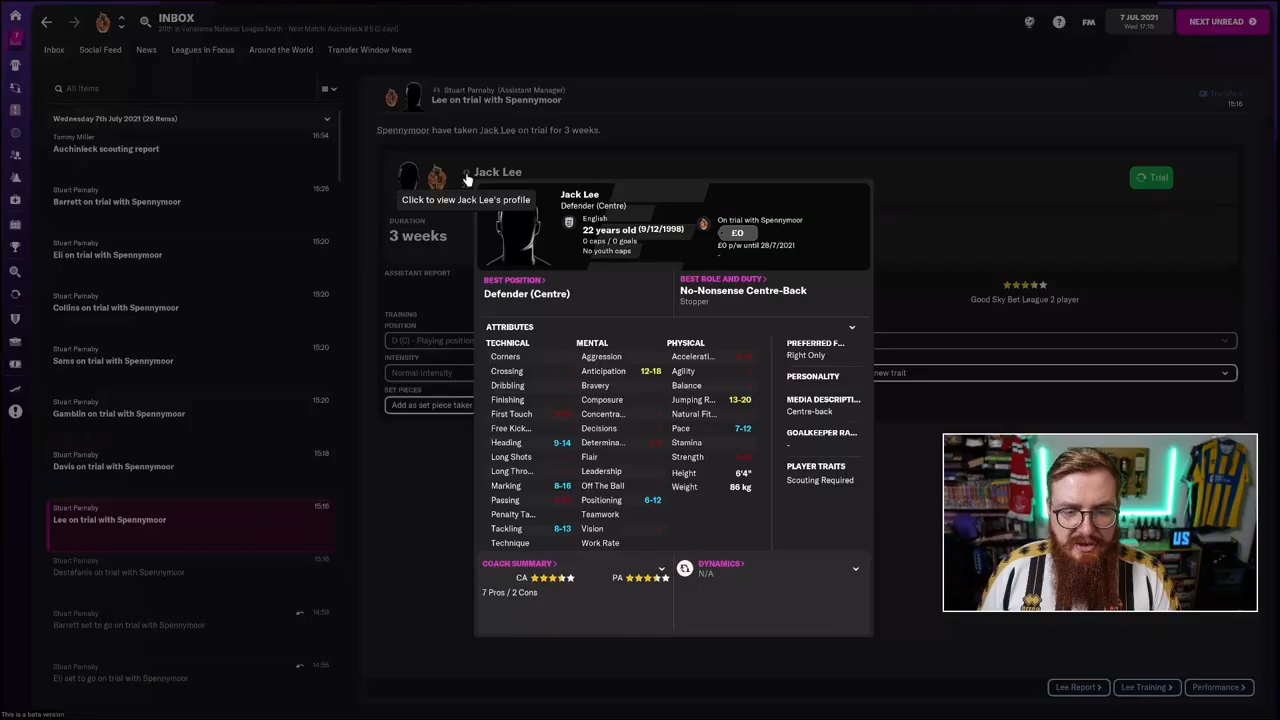 INBOX
20th in Vanarama National League North - Next Match: Auchinleck
7 JUL 2021
Wed 17:15
FM
NEXT UNREAD
Inbox
Social Feed
News
Leagues in Focus
Around the World
Transfer Window News
All Items
Wednesday 7th July 2021 (26 Items)
Tommy Miller
16:54
Auchinleck scouting report
Stuart Parnaby
15:26
Barrett on trial with Spennymoor
Stuart Parnaby
15:20
Eli on trial with Spennymoor
Stuart Parnaby
15:20
Collins on trial with Spennymoor
Stuart Parnaby
15:20
Sams on trial with Spennymoor
Stuart Parnaby
15:20
Gamblin on trial with Spennymoor
Stuart Parnaby
15:18
Davis on trial with Spennymoor
Stuart Parnaby
15:16
Lee on trial with Spennymoor
Stuart Parnaby
Destefanis on trial with Spennymoor
Stuart Parnaby
14:59
Barrett set to go on trial with Spennymoor
Stuart Parnaby
14:55
Eli set to go on trial with Spennymoor
Stuart Parnaby (Assistant Manager)
Lee on trial with Spennymoor
Transfers
15:16
Spennymoor have taken Jack Lee on trial for 3 weeks.
Jack Lee
Trial
Click to view Jack Lee's profile
DURATION
3 weeks
ASSISTANT REPORT
Good Sky Bet League 2 player
TRAINING
POSITION
D (C) - Playing position
INTENSITY
Normal Intensity
new trait
SET PIECES
Add as set piece taker
Jack Lee
Defender (Centre)
English
22 years old (9/12/1998)
0 caps / 0 goals
No youth caps
On trial with Spennymoor
£0
£0 p/w until 28/7/2021
-
BEST POSITION
Defender (Centre)
BEST ROLE AND DUTY
No-Nonsense Centre-Back
Stopper
ATTRIBUTES
TECHNICAL
Corners
Crossing
Dribbling
Finishing
First Touch
Free Kick...
Heading 9-14
Long Shots
Long Thro...
Marking 8-16
Passing
Penalty Ta...
Tackling 8-13
Technique
MENTAL
Aggression
Anticipation 12-18
Bravery
Composure
Concentra...
Decisions
Determina...
Flair
Leadership
Off The Ball
Positioning 6-12
Teamwork
Vision
Work Rate
PHYSICAL
Accelerati...
Agility
Balance
Jumping R... 13-20
Natural Fit...
Pace 7-12
Stamina
Strength
Height 6'4"
Weight 86 kg
PREFERRED F...
Right Only
PERSONALITY
MEDIA DESCRIPTI...
Centre-back
GOALKEEPER RA...
-
PLAYER TRAITS
Scouting Required
COACH SUMMARY
CA
PA
7 Pros / 2 Cons
DYNAMICS
N/A
Lee Report
Lee Training
Performance
US
This is a beta version